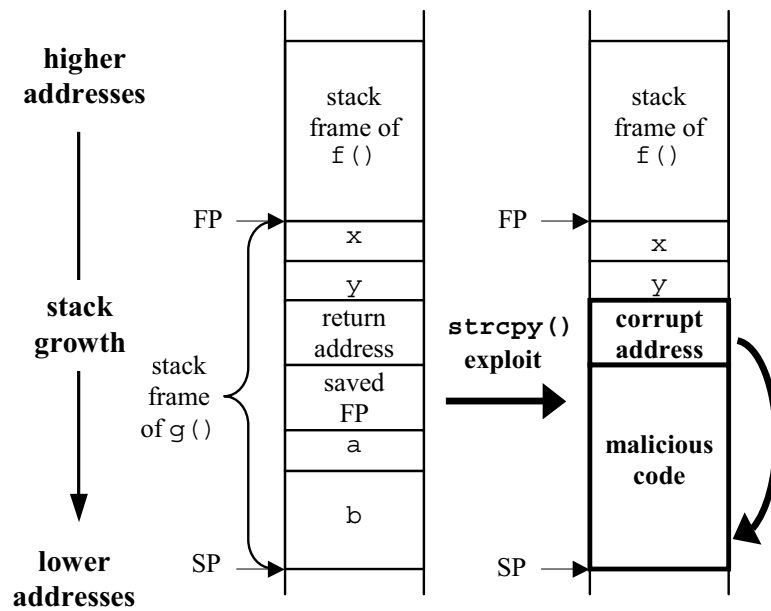 higher
addresses
stack
growth
lower
addresses
FP
stack
frame
of g()
SP
stack
frame of
f()
x
y
return
address
saved
FP
a
b
strcpy()
exploit
FP
SP
stack
frame of
f()
x
y
corrupt
address
malicious
code